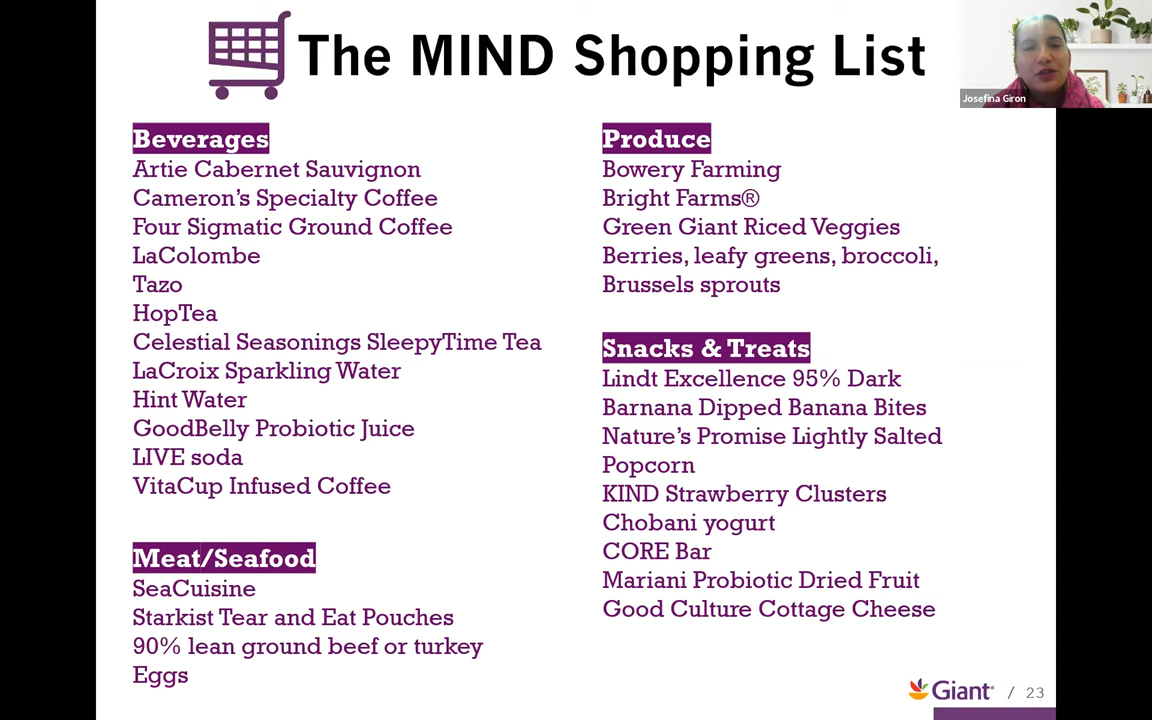 The MIND Shopping List
Josefina Giron
Beverages
Artie Cabernet Sauvignon
Cameron's Specialty Coffee
Four Sigmatic Ground Coffee
LaColombe
Tazo
HopTea
Celestial Seasonings SleepyTime Tea
LaCroix Sparkling Water
Hint Water
GoodBelly Probiotic Juice
LIVE soda
VitaCup Infused Coffee
Meat/Seafood
SeaCuisine
Starkist Tear and Eat Pouches
90% lean ground beef or turkey
Eggs
Produce
Bowery Farming
Bright Farms®
Green Giant Riced Veggies
Berries, leafy greens, broccoli,
Brussels sprouts
Snacks & Treats
Lindt Excellence 95% Dark
Barnana Dipped Banana Bites
Nature's Promise Lightly Salted
Popcorn
KIND Strawberry Clusters
Chobani yogurt
CORE Bar
Mariani Probiotic Dried Fruit
Good Culture Cottage Cheese
Giant / 23